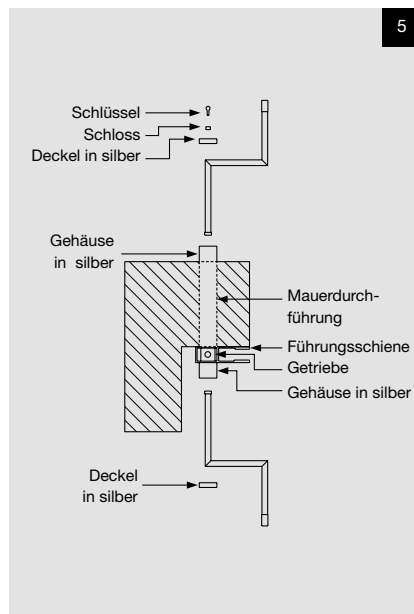 5
Schlüssel
Schloss
Deckel in silber
Gehäuse
in silber
Mauerdurch-
führung
Führungsschiene
Getriebe
Gehäuse in silber
Deckel
in silber